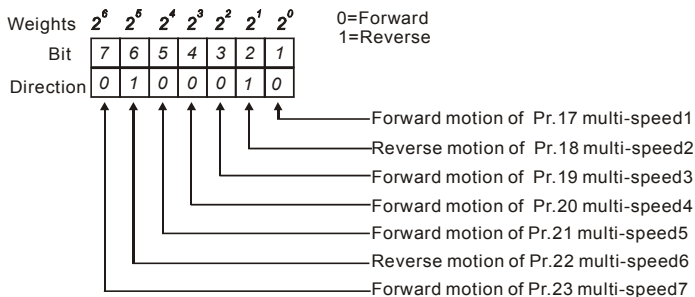 Weights 2^6 2^5 2^4 2^3 2^2 2^1 2^0
0=Forward
1=Reverse
Bit 7 6 5 4 3 2 1
Direction 0 1 0 0 0 1 0
Forward motion of Pr.17 multi-speed1
Reverse motion of Pr.18 multi-speed2
Forward motion of Pr.19 multi-speed3
Forward motion of Pr.20 multi-speed4
Forward motion of Pr.21 multi-speed5
Reverse motion of Pr.22 multi-speed6
Forward motion of Pr.23 multi-speed7